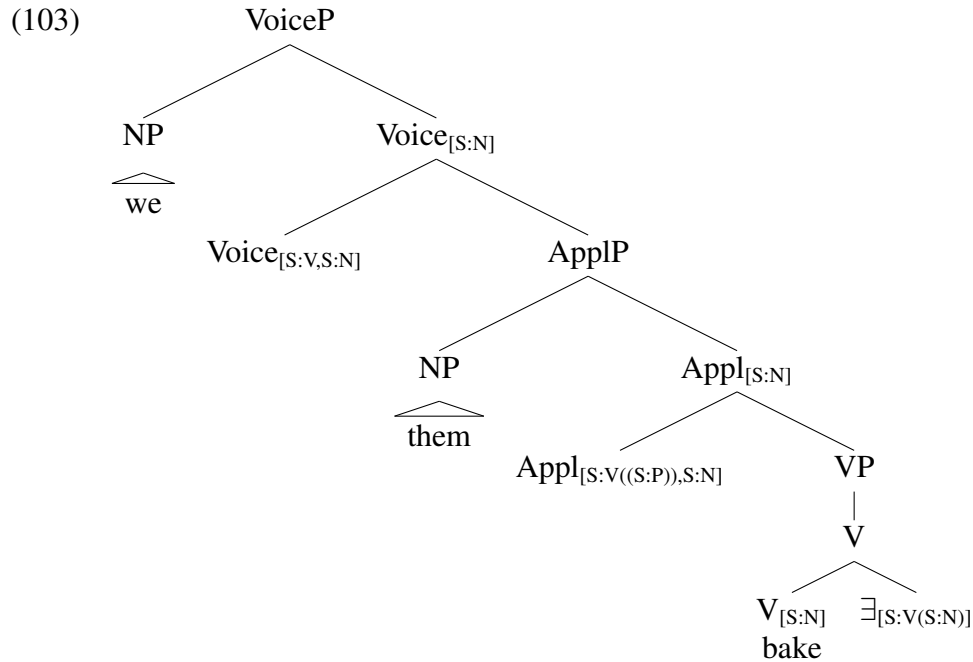 (103) VoiceP
NP Voice[S:N]
we
Voice[S:V,S:N] ApplP
NP Appl[S:N]
them
Appl[S:V((S:P)),S:N] VP
V
V[S:N] ∃[S:V(S:N)]
bake